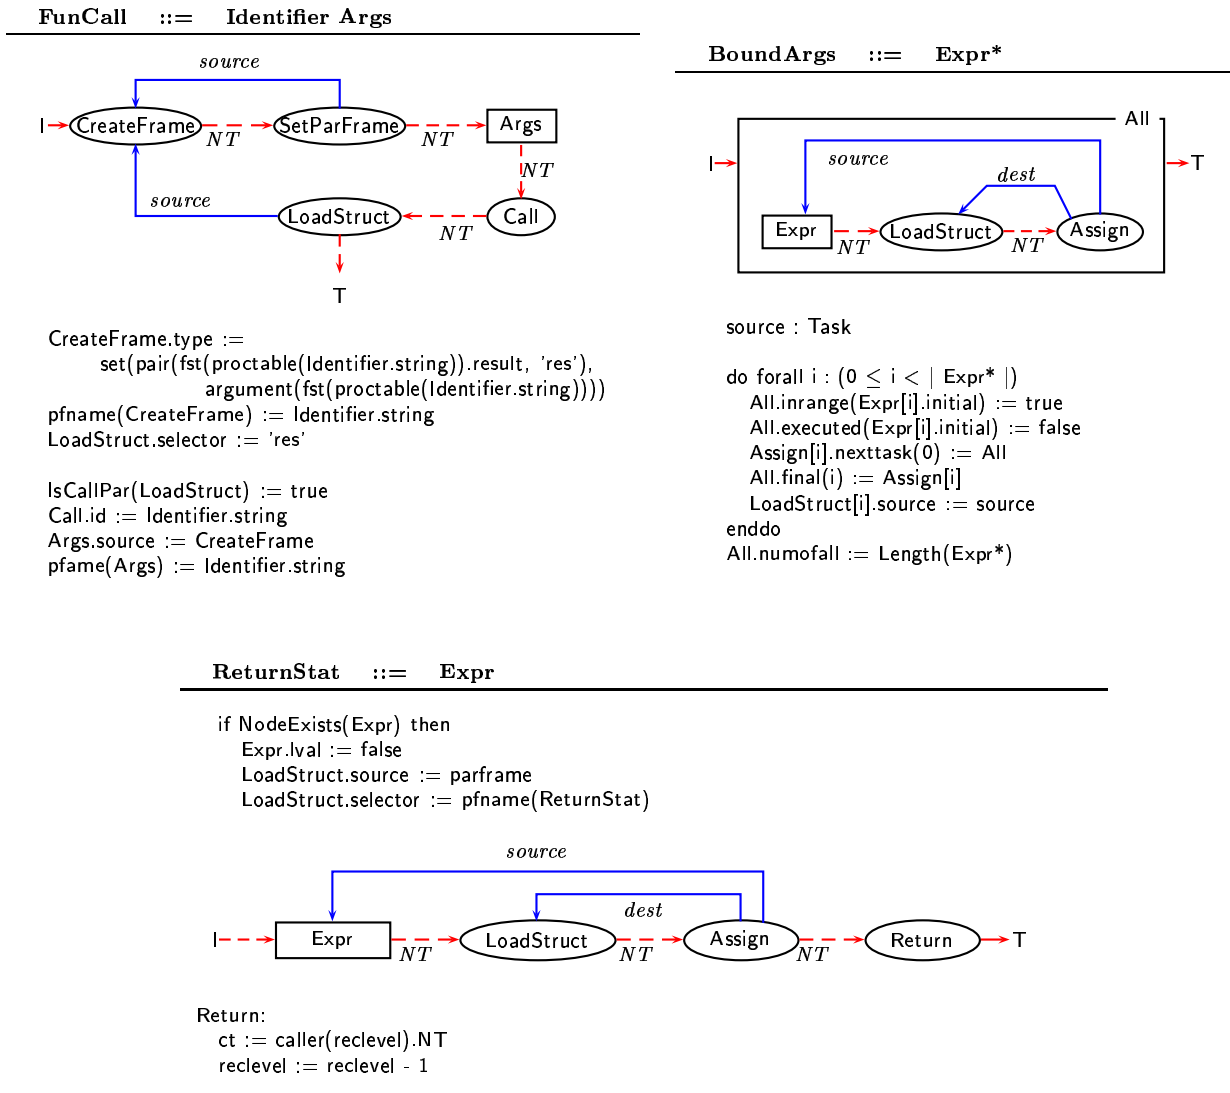 FunCall ::= Identifier Args
source
I CreateFrame NT SetParFrame NT Args
NT
source LoadStruct NT Call
T
CreateFrame.type :=
set(pair(fst(proctable(Identifier.string)).result, 'res'),
argument(fst(proctable(Identifier.string))))
pfname(CreateFrame) := Identifier.string
LoadStruct.selector := 'res'
IsCallPar(LoadStruct) := true
Call.id := Identifier.string
Args.source := CreateFrame
pfame(Args) := Identifier.string
BoundArgs ::= Expr*
All
I source T
dest
Expr NT LoadStruct NT Assign
source : Task
do forall i : (0 ≤ i < | Expr* |)
All.inrange(Expr[i].initial) := true
All.executed(Expr[i].initial) := false
Assign[i].nexttask(0) := All
All.final(i) := Assign[i]
LoadStruct[i].source := source
enddo
All.numofall := Length(Expr*)
ReturnStat ::= Expr
if NodeExists(Expr) then
Expr.lval := false
LoadStruct.source := parframe
LoadStruct.selector := pfname(ReturnStat)
source
dest
I Expr NT LoadStruct NT Assign NT Return T
Return:
ct := caller(reclevel).NT
reclevel := reclevel - 1